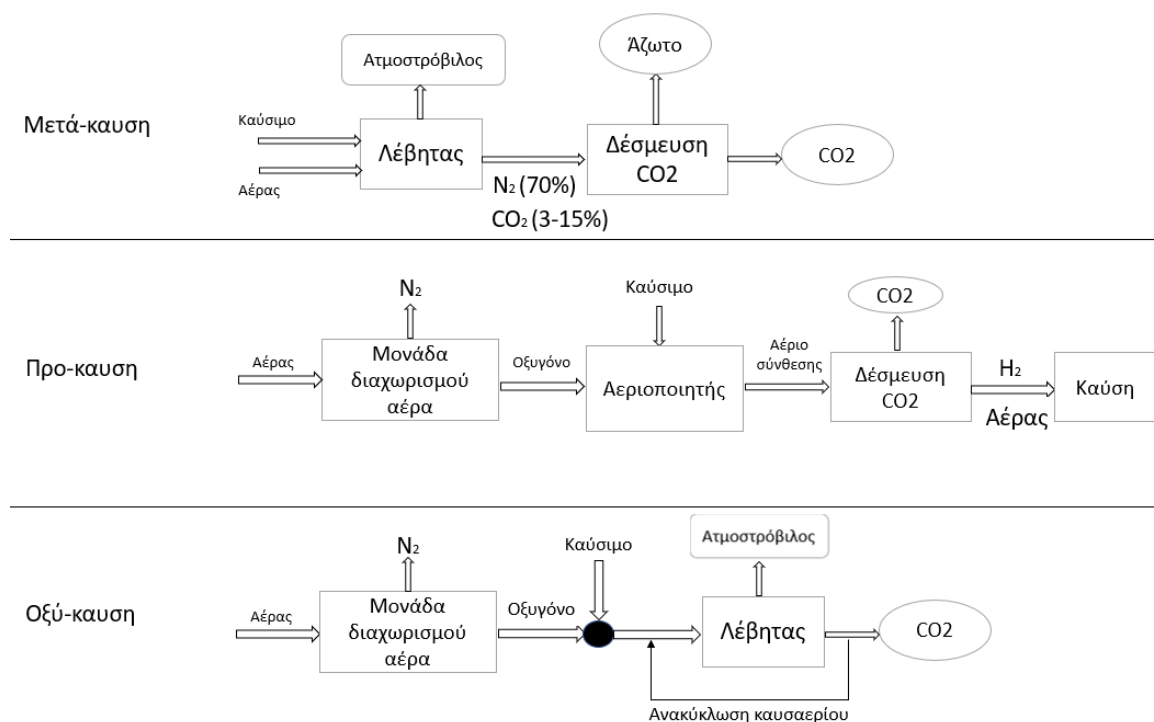 Μετά-καυση
Καύσιμο
Αέρας
Ατμοστρόβιλος
Λέβητας
N₂ (70%)
CO₂ (3-15%)
Άζωτο
Δέσμευση
CO2
CO2
Προ-καυση
Αέρας
N₂
Μονάδα
διαχωρισμού
αέρα
Οξυγόνο
Καύσιμο
Αεριοποιητής
Αέριο
σύνθεσης
CO2
Δέσμευση
CO2
H₂
Αέρας
Καύση
Οξύ-καυση
Αέρας
N₂
Μονάδα
διαχωρισμού
αέρα
Οξυγόνο
Καύσιμο
Ατμοστρόβιλος
Λέβητας
CO2
Ανακύκλωση καυσαερίου